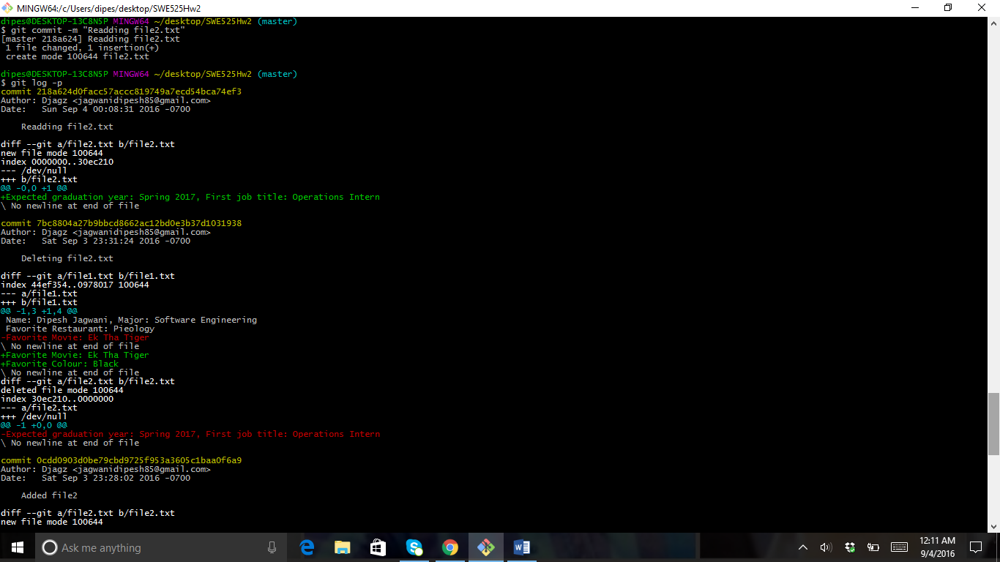 MINGW64:/c/Users/dipes/desktop/SWE525Hw2
dipes@DESKTOP-13C8N5P MINGW64 ~/desktop/SWE525Hw2 (master)
$ git commit -m "Readding file2.txt"
[master 218a624] Readding file2.txt
 1 file changed, 1 insertion(+)
 create mode 100644 file2.txt

dipes@DESKTOP-13C8N5P MINGW64 ~/desktop/SWE525Hw2 (master)
$ git log -p
commit 218a624d0facc57accc819749a7ecd54bca74ef3
Author: Djagz <jagwanidipesh85@gmail.com>
Date:   Sun Sep 4 00:08:31 2016 -0700

    Readding file2.txt

diff --git a/file2.txt b/file2.txt
new file mode 100644
index 0000000..30ec210
--- /dev/null
+++ b/file2.txt
@@ -0,0 +1 @@
+Expected graduation year: Spring 2017, First job title: Operations Intern
\ No newline at end of file

commit 7bc8804a27b9bbcd8662ac12bd0e3b37d1031938
Author: Djagz <jagwanidipesh85@gmail.com>
Date:   Sat Sep 3 23:31:24 2016 -0700

    Deleting file2.txt

diff --git a/file1.txt b/file1.txt
index 44ef354..0978017 100644
--- a/file1.txt
+++ b/file1.txt
@@ -1,3 +1,4 @@
 Name: Dipesh Jagwani, Major: Software Engineering
 Favorite Restaurant: Pieology
-Favorite Movie: Ek Tha Tiger
\ No newline at end of file
+Favorite Movie: Ek Tha Tiger
+Favorite Colour: Black
\ No newline at end of file
diff --git a/file2.txt b/file2.txt
deleted file mode 100644
index 30ec210..0000000
--- a/file2.txt
+++ /dev/null
@@ -1 +0,0 @@
-Expected graduation year: Spring 2017, First job title: Operations Intern
\ No newline at end of file

commit 0cdd0903d0be79cbd9725f953a3605c1baa0f6a9
Author: Djagz <jagwanidipesh85@gmail.com>
Date:   Sat Sep 3 23:28:02 2016 -0700

    Added file2

diff --git a/file2.txt b/file2.txt
new file mode 100644
Ask me anything
12:11 AM
9/4/2016